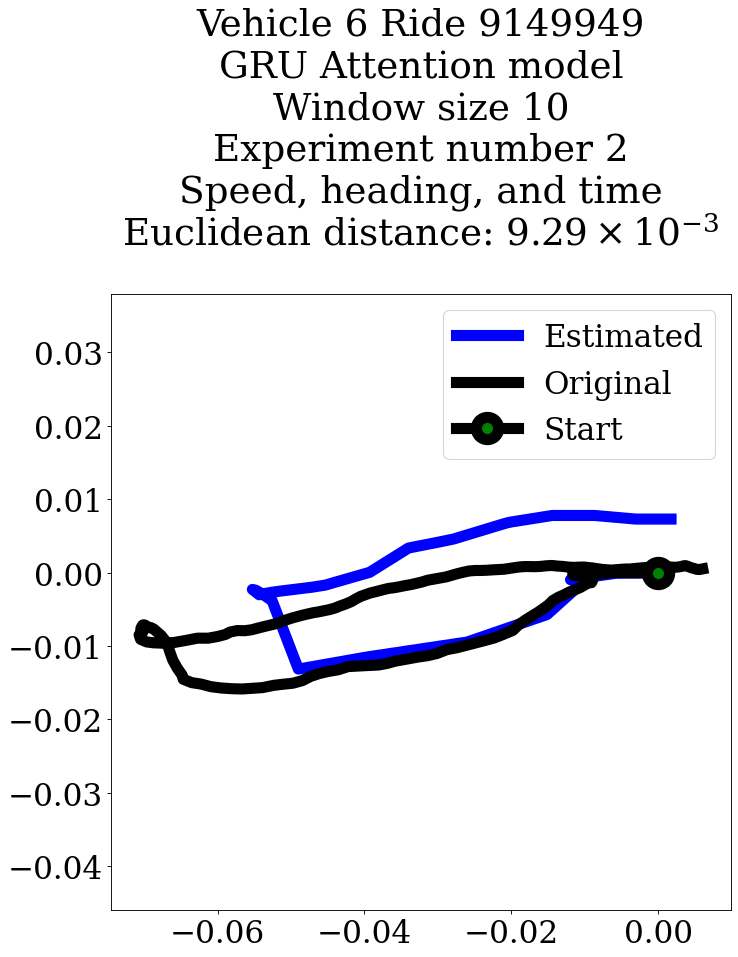 Vehicle 6 Ride 9149949
GRU Attention model
Window size 10
Experiment number 2
Speed, heading, and time
Euclidean distance: 9.29 × 10⁻³
Estimated
Original
Start
0.03
0.02
0.01
0.00
−0.01
−0.02
−0.03
−0.04
−0.06 −0.04 −0.02 0.00